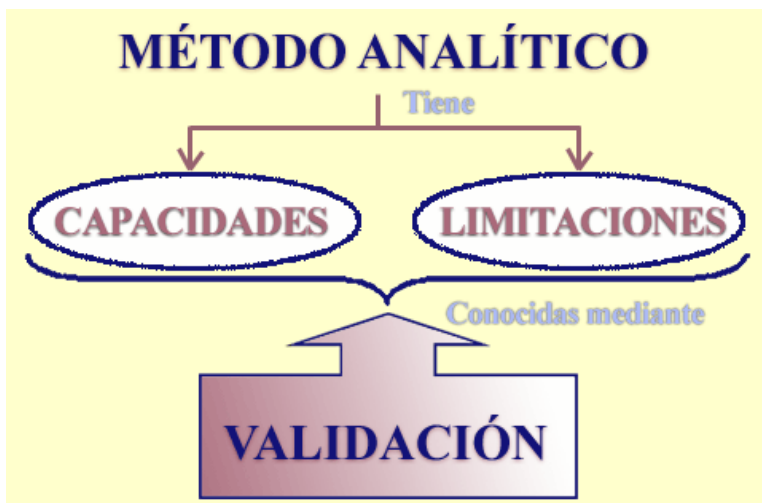 MÉTODO ANALÍTICO
Tiene
CAPACIDADES
LIMITACIONES
Conocidas mediante
VALIDACIÓN